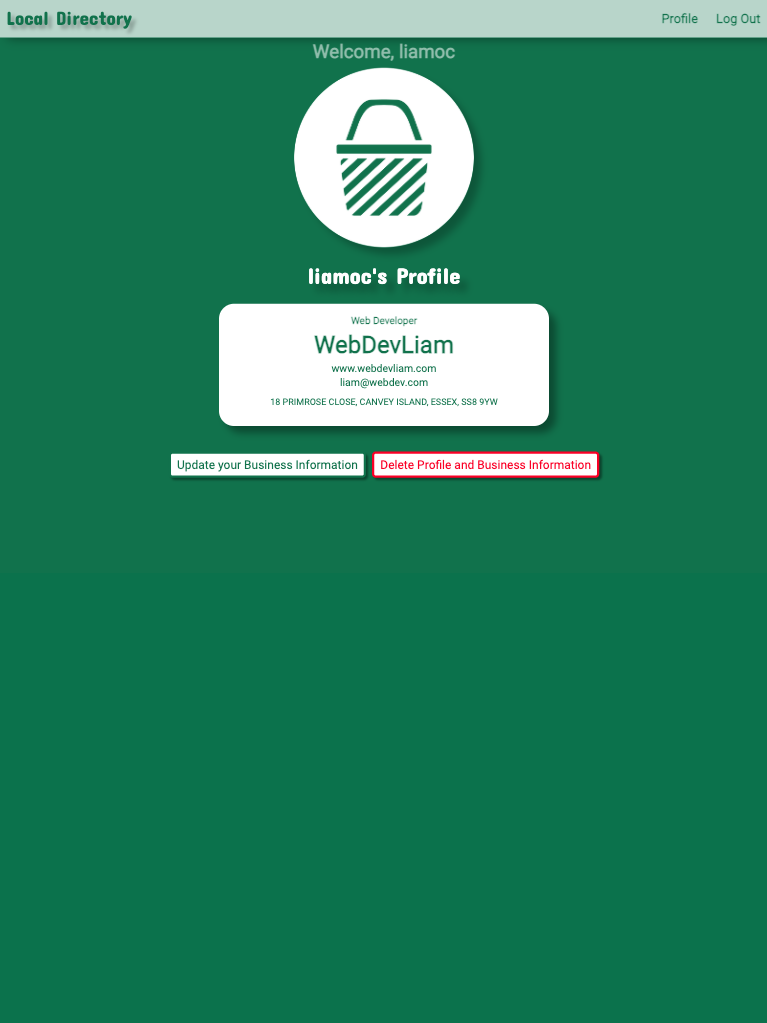 Local Directory
Profile
Log Out
Welcome, liamoc
liamoc's Profile
Web Developer
WebDevLiam
www.webdevliam.com
liam@webdev.com
18 PRIMROSE CLOSE, CANVEY ISLAND, ESSEX, SS8 9YW
Update your Business Information
Delete Profile and Business Information